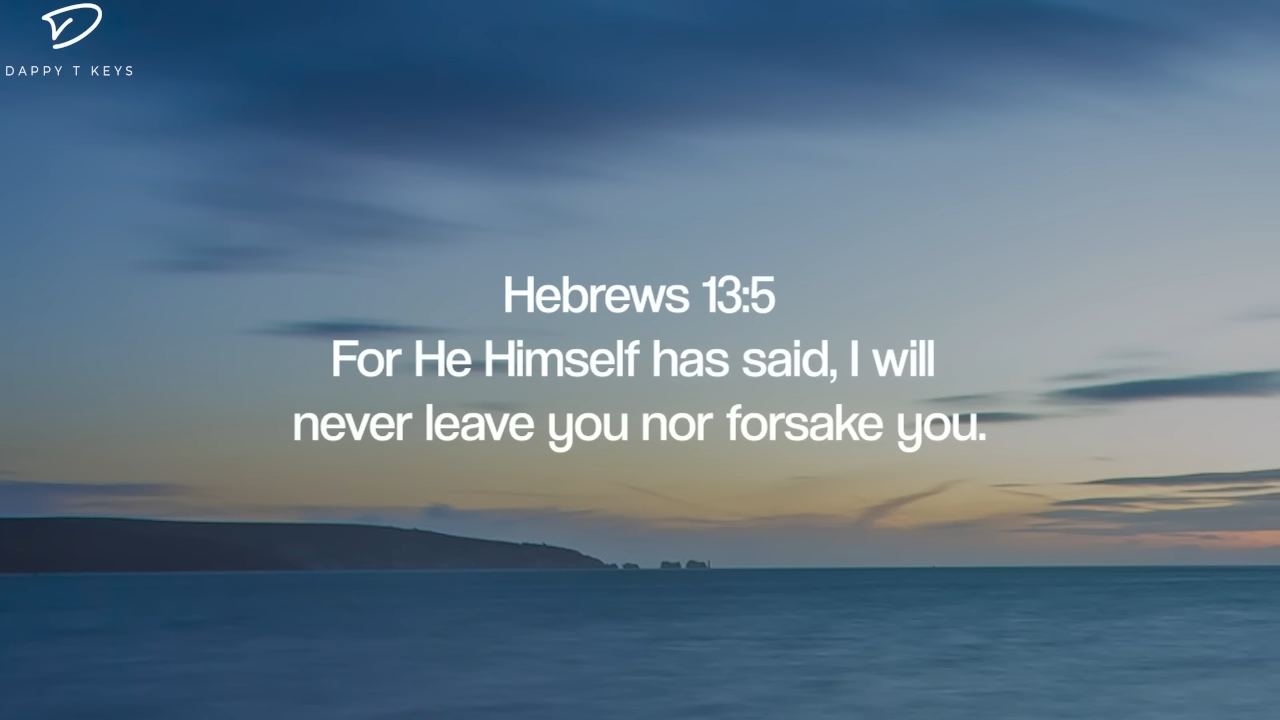 DAPPY T KEYS
Hebrews 13:5
For He Himself has said, I will
never leave you nor forsake you.